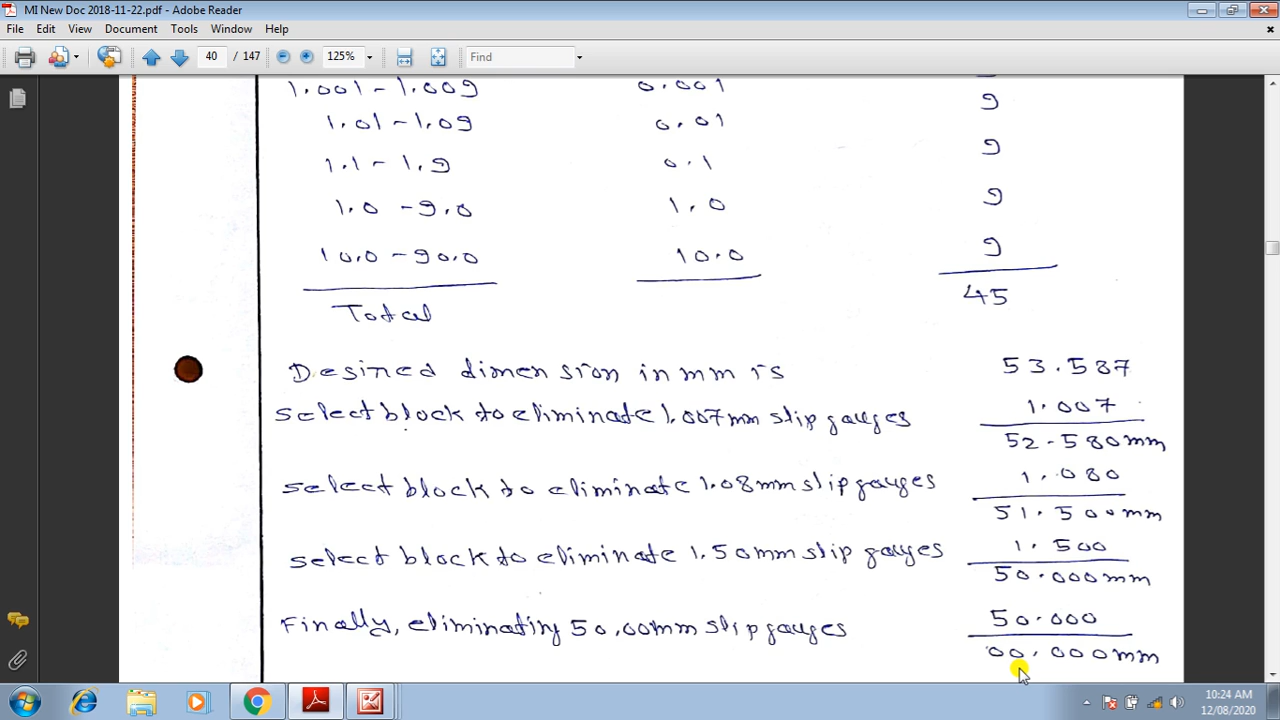 MI New Doc 2018-11-22.pdf - Adobe Reader
File Edit View Document Tools Window Help
40 / 147 125% Find
1.001 - 1.009 0.001 9
1.01 - 1.09 0.01 9
1.1 - 1.9 0.1 9
1.0 - 9.0 1.0 9
10.0 - 90.0 10.0 9
Total 45
Desired dimension in mm is 53.587
select block to eliminate 1.007mm slip gauges 1.007
52.580mm
select block to eliminate 1.08mm slip gauges 1.080
51.500mm
select block to eliminate 1.50mm slip gauges 1.500
50.000mm
Finally, eliminating 50.00mm slip gauges 50.000
00.000mm
10:24 AM
12/08/2020